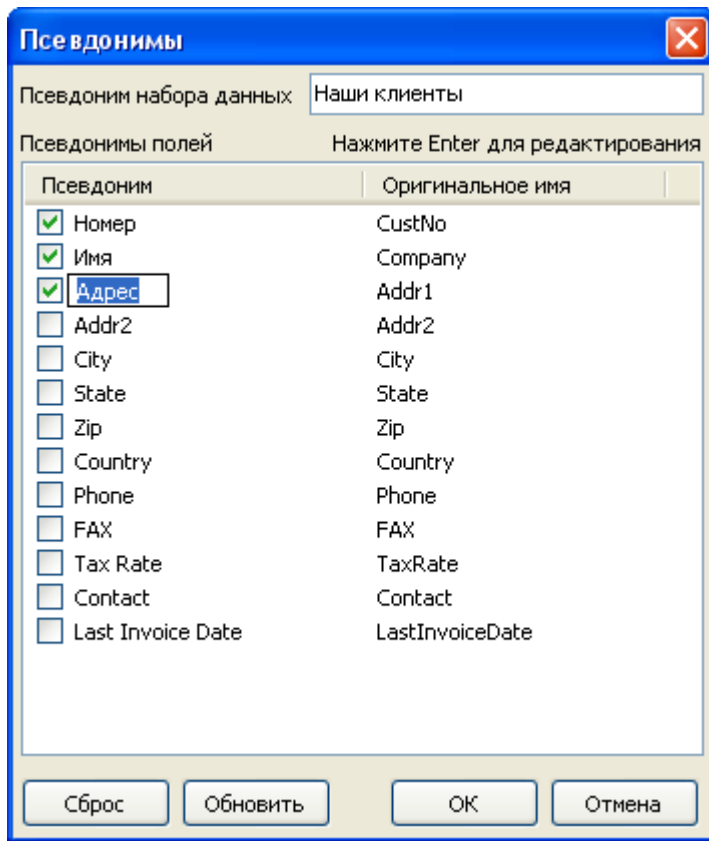 Псевдонимы
Псевдоним набора данных Наши клиенты
Псевдонимы полей Нажмите Enter для редактирования
Псевдоним Оригинальное имя
Номер CustNo
Имя Company
Адрес Addr1
Addr2 Addr2
City City
State State
Zip Zip
Country Country
Phone Phone
FAX FAX
Tax Rate TaxRate
Contact Contact
Last Invoice Date LastInvoiceDate
Сброс Обновить ОК Отмена